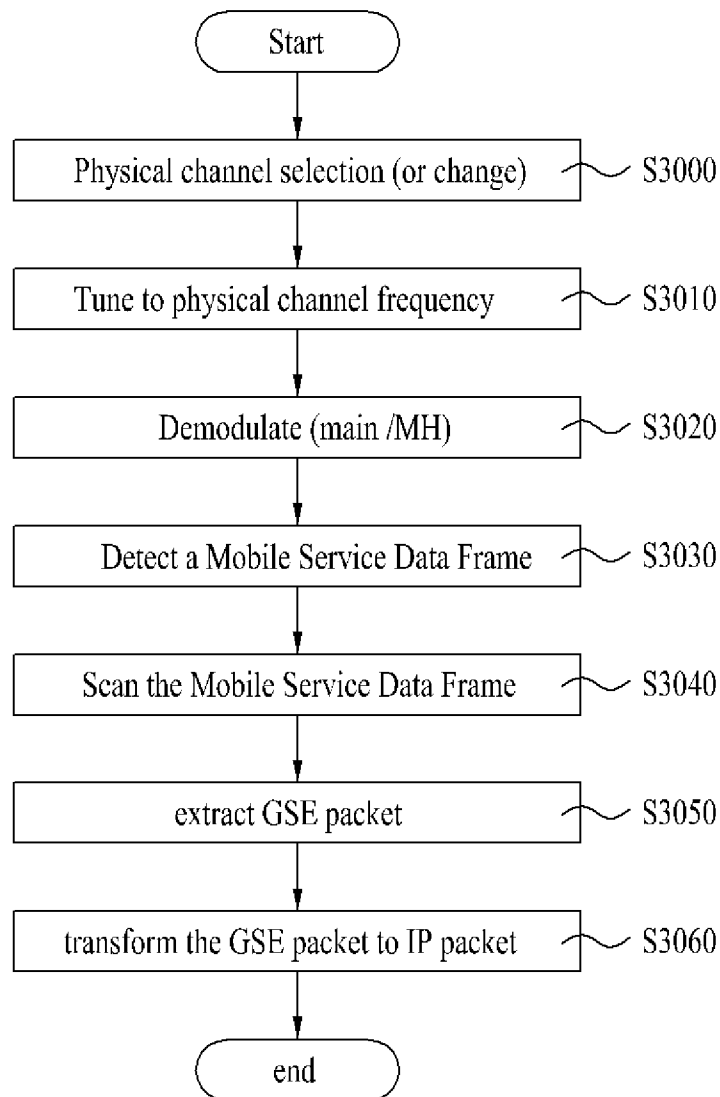 Start
Physical channel selection (or change) S3000
Tune to physical channel frequency S3010
Demodulate (main /MH) S3020
Detect a Mobile Service Data Frame S3030
Scan the Mobile Service Data Frame S3040
extract GSE packet S3050
transform the GSE packet to IP packet S3060
end